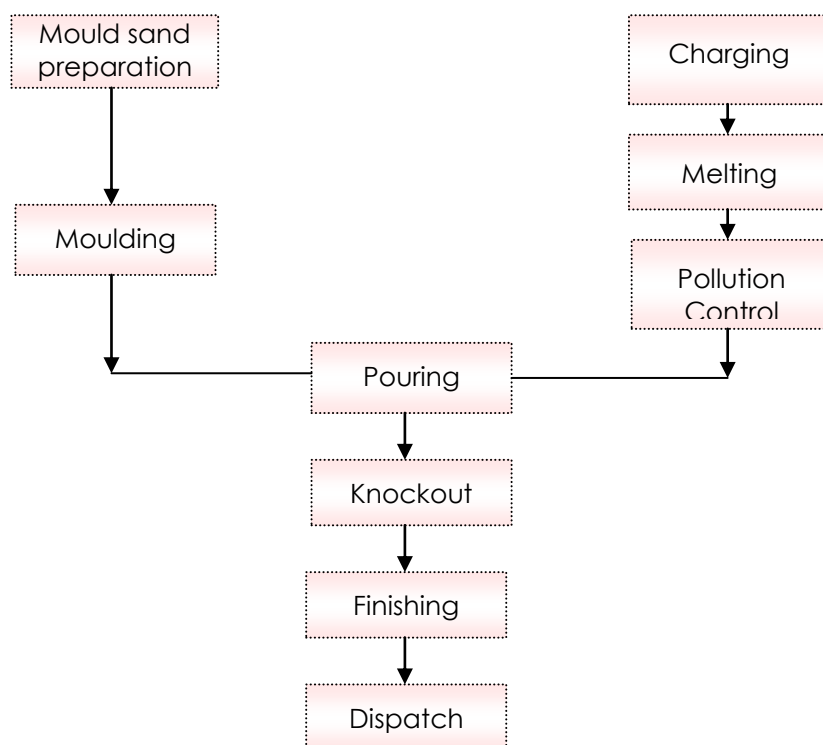 Mould sand
preparation
Charging
Melting
Moulding
Pollution
Control
Pouring
Knockout
Finishing
Dispatch